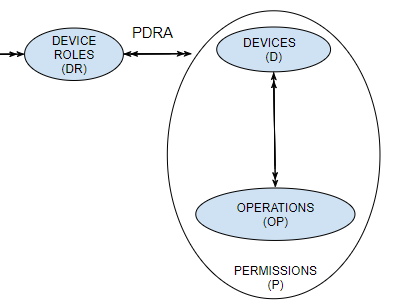 DEVICE
ROLES
(DR)
PDRA
DEVICES
(D)
OPERATIONS
(OP)
PERMISSIONS
(P)